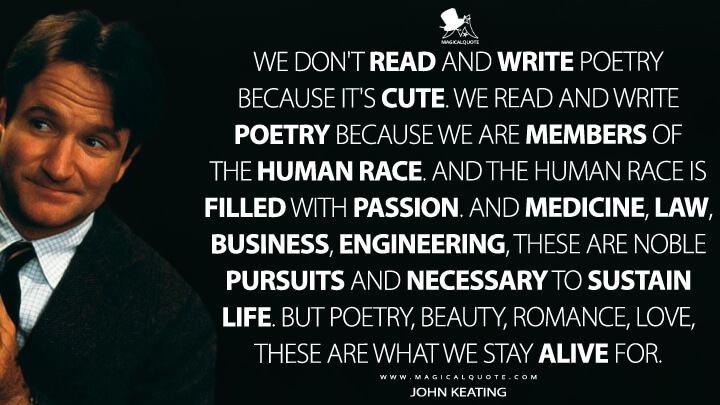 MAGICALQUOTE
WE DON'T READ AND WRITE POETRY
BECAUSE IT'S CUTE. WE READ AND WRITE
POETRY BECAUSE WE ARE MEMBERS OF
THE HUMAN RACE. AND THE HUMAN RACE IS
FILLED WITH PASSION. AND MEDICINE, LAW,
BUSINESS, ENGINEERING, THESE ARE NOBLE
PURSUITS AND NECESSARY TO SUSTAIN
LIFE. BUT POETRY, BEAUTY, ROMANCE, LOVE,
THESE ARE WHAT WE STAY ALIVE FOR.
WWW.MAGICALQUOTE.COM
JOHN KEATING